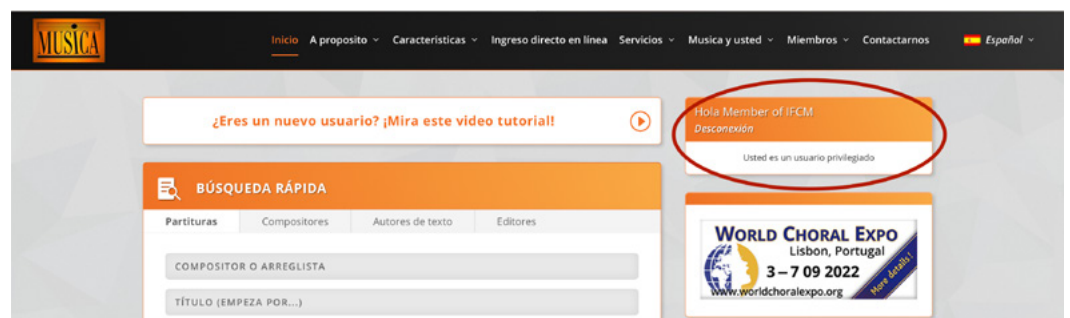 MUSICA
Inicio A proposito Características Ingreso directo en línea Servicios Musica y usted Miembros Contactarnos Español
¿Eres un nuevo usuario? ¡Mira este video tutorial!
Hola Member of IFCM
Desconexión
Usted es un usuario privilegiado
BÚSQUEDA RÁPIDA
Partituras Compositores Autores de texto Editores
COMPOSITOR O ARREGLISTA
TÍTULO (EMPEZA POR...)
WORLD CHORAL EXPO
Lisbon, Portugal
3 – 7 09 2022
www.worldchoralexpo.org
More details!